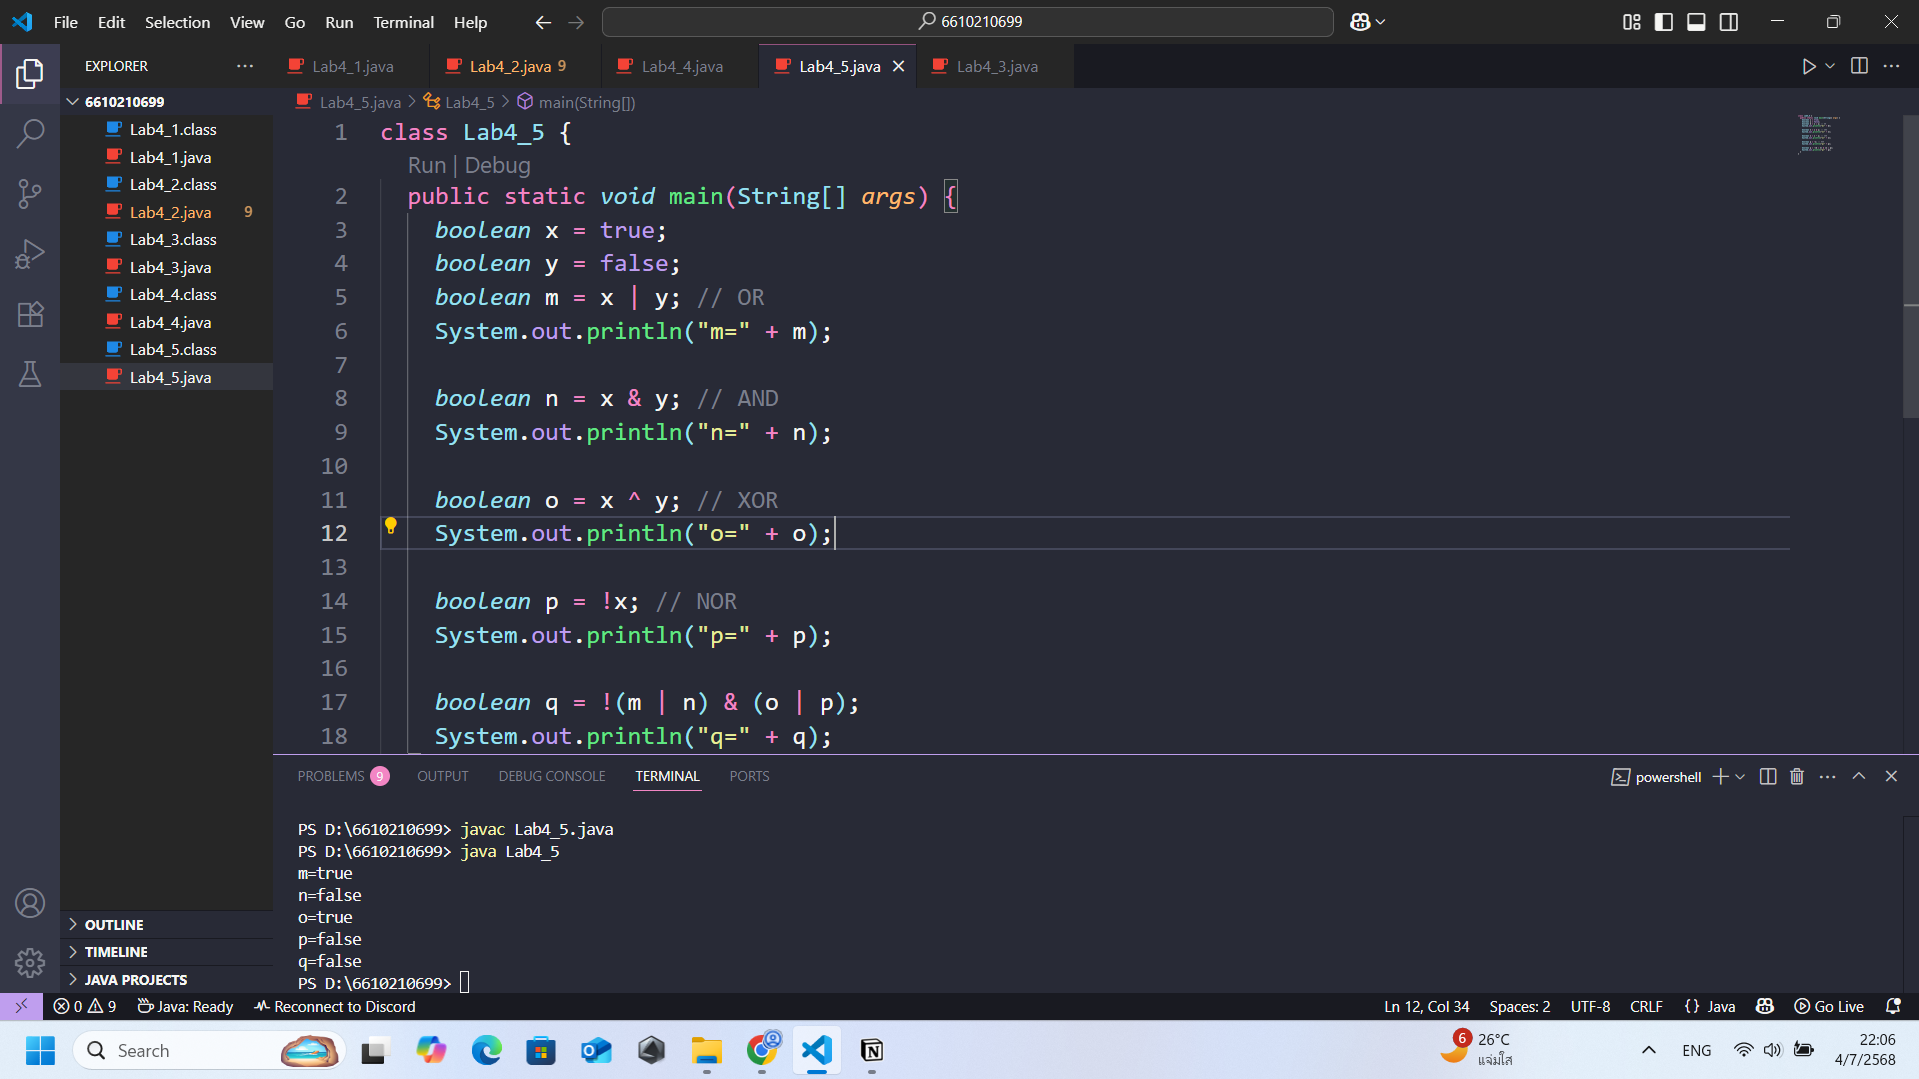 File Edit Selection View Go Run Terminal Help 6610210699
EXPLORER
Lab4_1.java Lab4_2.java 9 Lab4_4.java Lab4_5.java Lab4_3.java
6610210699
Lab4_1.class
Lab4_1.java
Lab4_2.class
Lab4_2.java 9
Lab4_3.class
Lab4_3.java
Lab4_4.class
Lab4_4.java
Lab4_5.class
Lab4_5.java
OUTLINE
TIMELINE
JAVA PROJECTS
Lab4_5.java > Lab4_5 > main(String[])
1 class Lab4_5 {
Run | Debug
2 public static void main(String[] args) {
3 boolean x = true;
4 boolean y = false;
5 boolean m = x | y; // OR
6 System.out.println("m=" + m);
7
8 boolean n = x & y; // AND
9 System.out.println("n=" + n);
10
11 boolean o = x ^ y; // XOR
12 System.out.println("o=" + o);
13
14 boolean p = !x; // NOR
15 System.out.println("p=" + p);
16
17 boolean q = !(m | n) & (o | p);
18 System.out.println("q=" + q);
PROBLEMS 9 OUTPUT DEBUG CONSOLE TERMINAL PORTS
powershell
PS D:\6610210699> javac Lab4_5.java
PS D:\6610210699> java Lab4_5
m=true
n=false
o=true
p=false
q=false
PS D:\6610210699>
0 9 Java: Ready Reconnect to Discord
Ln 12, Col 34 Spaces: 2 UTF-8 CRLF {} Java Go Live
Search
6 26°C
แจ่มใส
ENG
22:06
4/7/2568